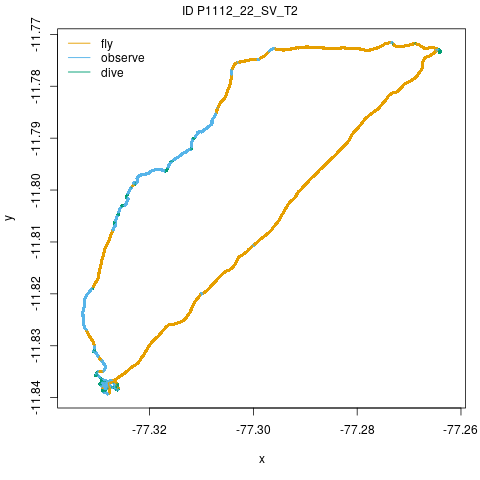 ID P1112_22_SV_T2
fly
observe
dive
-11.77
-11.78
-11.79
-11.80
-11.81
-11.82
-11.83
-11.84
y
-77.32
-77.30
-77.28
-77.26
x